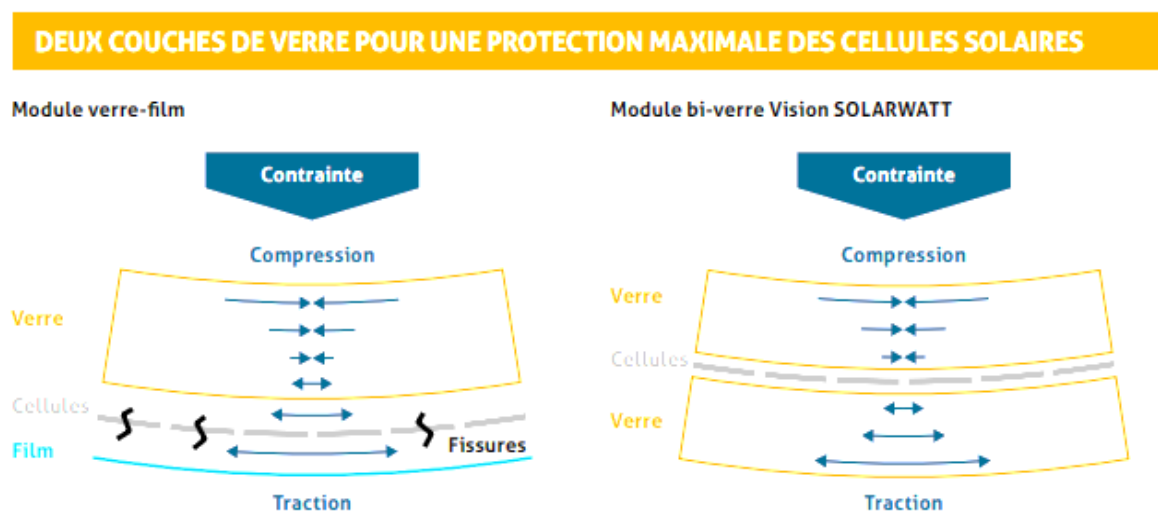 DEUX COUCHES DE VERRE POUR UNE PROTECTION MAXIMALE DES CELLULES SOLAIRES
Module verre-film
Contrainte
Compression
Verre
Cellules
Film
Fissures
Traction
Module bi-verre Vision SOLARWATT
Contrainte
Compression
Verre
Cellules
Verre
Traction